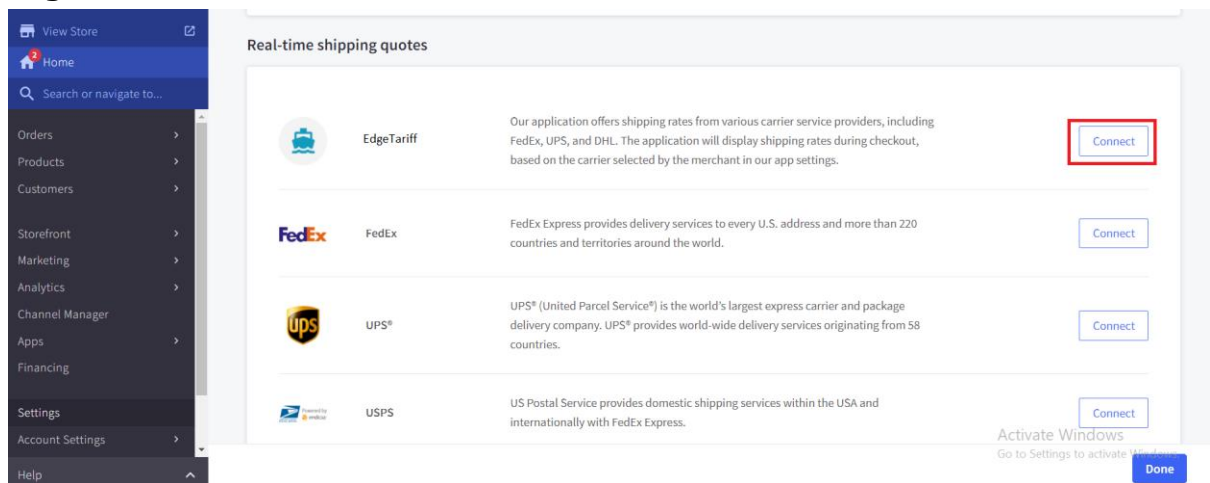 View Store
2
Home
Search or navigate to...
Orders
Products
Customers
Storefront
Marketing
Analytics
Channel Manager
Apps
Financing
Settings
Account Settings
Help
Real-time shipping quotes
EdgeTariff
Our application offers shipping rates from various carrier service providers, including
FedEx, UPS, and DHL. The application will display shipping rates during checkout,
based on the carrier selected by the merchant in our app settings.
Connect
FedEx
FedEx
FedEx Express provides delivery services to every U.S. address and more than 220
countries and territories around the world.
Connect
ups
UPS®
UPS® (United Parcel Service®) is the world's largest express carrier and package
delivery company. UPS® provides world-wide delivery services originating from 58
countries.
Connect
Powered by
USPS
US Postal Service provides domestic shipping services within the USA and
internationally with FedEx Express.
Connect
Activate Windows
Go to Settings to activate Windows.
Done